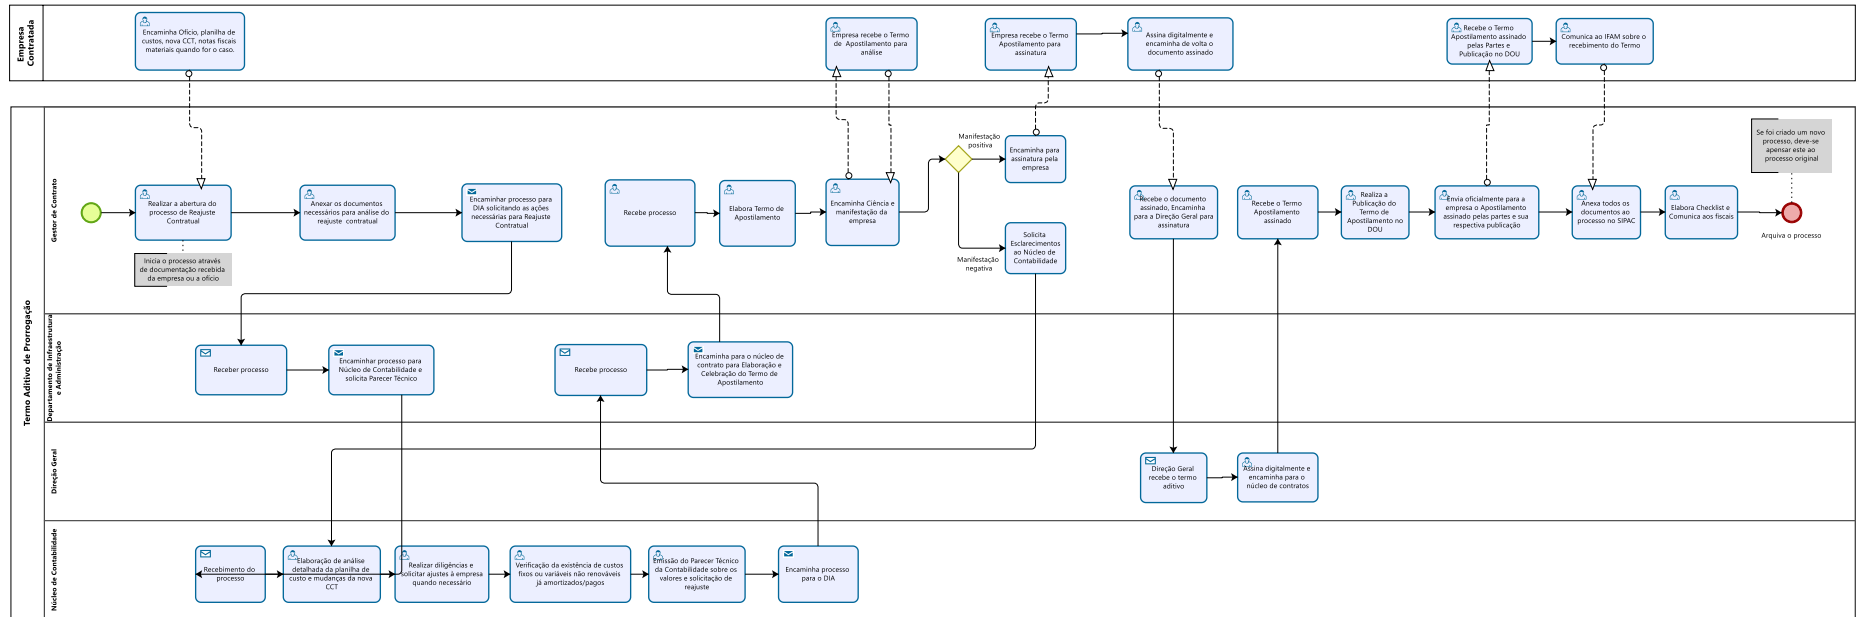 Empresa
Contratada
Encaminha Ofício, planilha de
custos, nova CCT, notas fiscais
materiais quando for o caso.
Empresa recebe o Termo
de Apostilamento para
análise
Empresa recebe o Termo
Apostilamento para
assinatura
Assina digitalmente e
encaminha de volta o
documento assinado
Recebe o Termo
Apostilamento assinado
pelas Partes e
Publicação no DOU
Comunica ao IFAM sobre o
recebimento do Termo
Termo Aditivo de Prorrogação
Gestor de Contrato
Realizar a abertura do
processo de Reajuste
Contratual
Inicia o processo através
de documentação recebida
da empresa ou a ofício
Anexar os documentos
necessários para análise do
reajuste contratual
Encaminhar processo para
DIA solicitando as ações
necessárias para Reajuste
Contratual
Recebe processo
Elabora Termo de
Apostilamento
Encaminha Ciência e
manifestação da
empresa
Manifestação
positiva
Encaminha para
assinatura pela
empresa
Manifestação
negativa
Solicita
Esclarecimentos
ao Núcleo de
Contabilidade
Recebe o documento
assinado, Encaminha
para a Direção Geral para
assinatura
Recebe o Termo
Apostilamento
assinado
Realiza a
Publicação do
Termo de
Apostilamento no
DOU
Envia oficialmente para a
empresa o Apostilamento
assinado pelas partes e sua
respectiva publicação
Anexa todos os
documentos ao
processo no SIPAC
Elabora Checklist e
Comunica aos fiscais
Se foi criado um novo
processo, deve-se
apensar este ao
processo original
Arquiva o processo
Departamento de Infraestrutura
e Administração
Receber processo
Encaminhar processo para
Núcleo de Contabilidade e
solicita Parecer Técnico
Recebe processo
Encaminha para o núcleo de
contrato para Elaboração e
Celebração do Termo de
Apostilamento
Direção Geral
Direção Geral
recebe o termo
aditivo
Assina digitalmente e
encaminha para o
núcleo de contratos
Núcleo de Contabilidade
Recebimento do
processo
Elaboração de análise
detalhada da planilha de
custo e mudanças da nova
CCT
Realizar diligências e
solicitar ajustes à empresa
quando necessário
Verificação da existência de custos
fixos ou variáveis não renováveis
já amortizados/pagos
Emissão do Parecer Técnico
da Contabilidade sobre os
valores e solicitação de
reajuste
Encaminha processo
para o DIA